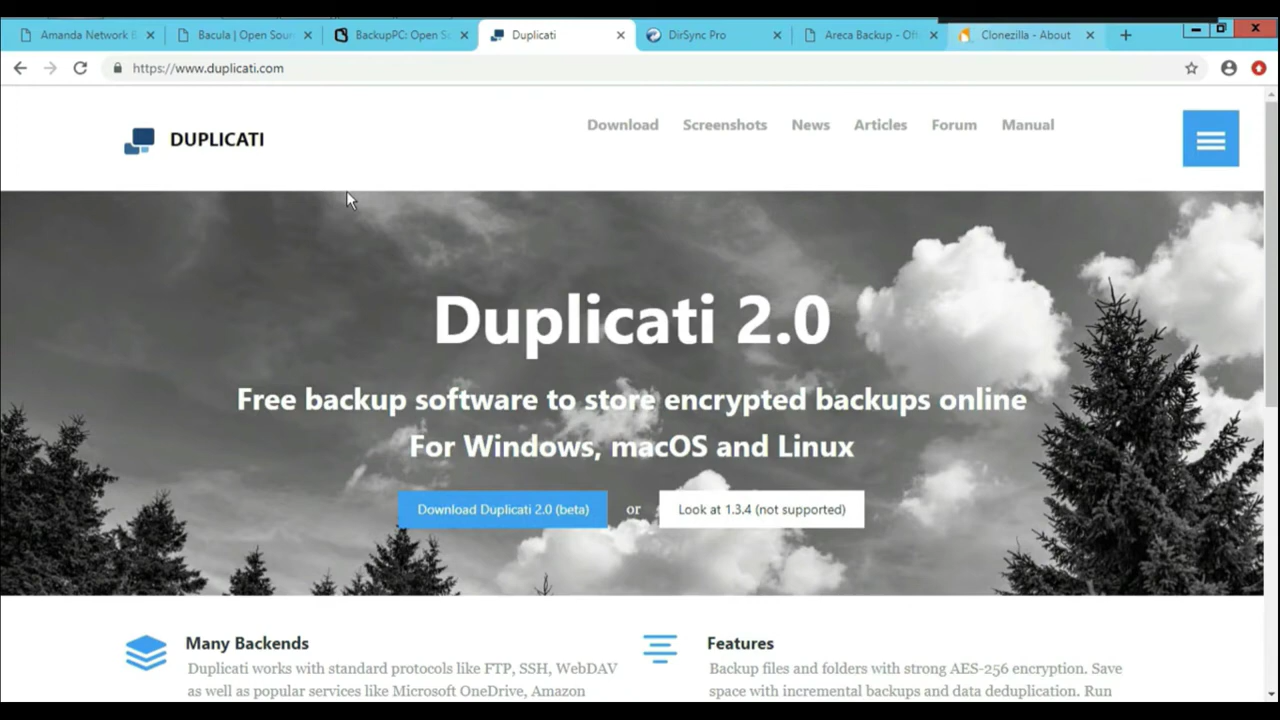 Amanda Network B
Bacula | Open Soun
BackupPC: Open So
Duplicati
DirSync Pro
Areca Backup - Offi
Clonezilla - About
https://www.duplicati.com
DUPLICATI
Download Screenshots News Articles Forum Manual
Duplicati 2.0
Free backup software to store encrypted backups online
For Windows, macOS and Linux
Download Duplicati 2.0 (beta) or Look at 1.3.4 (not supported)
Many Backends
Duplicati works with standard protocols like FTP, SSH, WebDAV
as well as popular services like Microsoft OneDrive, Amazon
Features
Backup files and folders with strong AES-256 encryption. Save
space with incremental backups and data deduplication. Run